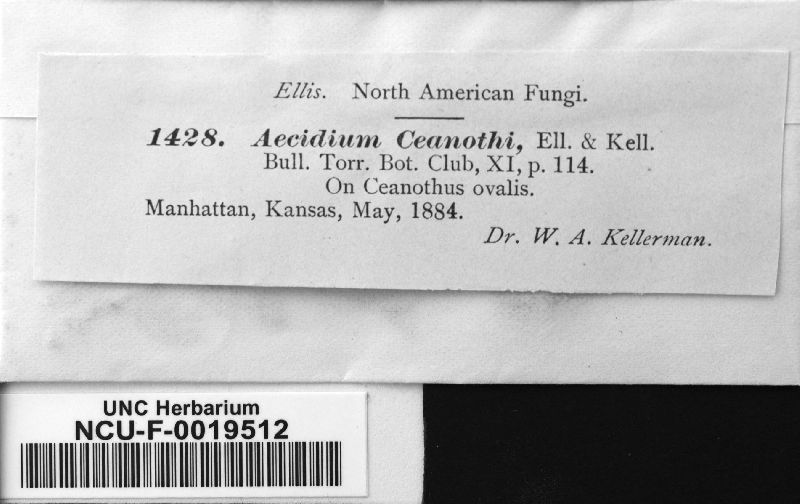 Ellis. North American Fungi.
1428. Aecidium Ceanothi, Ell. & Kell.
Bull. Torr. Bot. Club, XI, p. 114.
On Ceanothus ovalis.
Manhattan, Kansas, May, 1884.
Dr. W. A. Kellerman.
UNC Herbarium
NCU-F-0019512